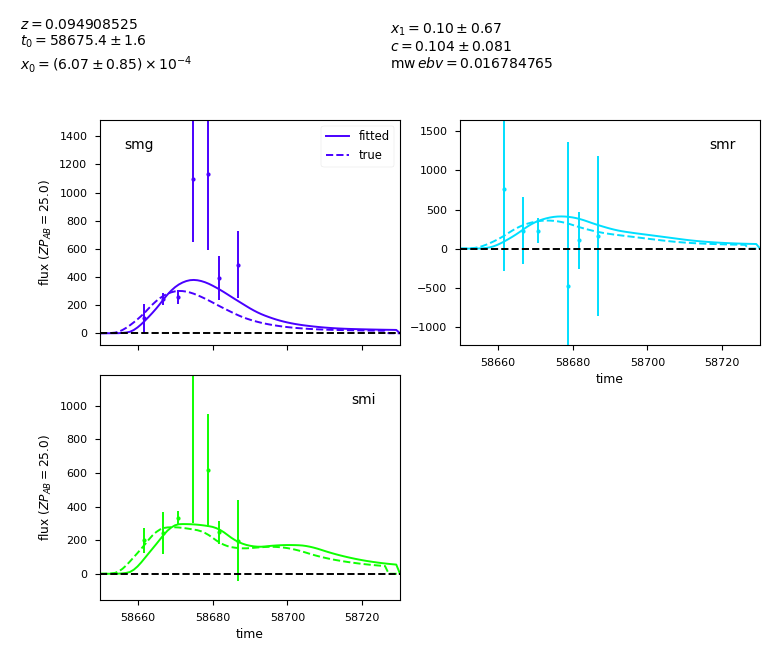 z = 0.094908525
t₀ = 58675.4 ± 1.6
x₀ = (6.07 ± 0.85) × 10⁻⁴
x₁ = 0.10 ± 0.67
c = 0.104 ± 0.081
mw ebv = 0.016784765
smg
fitted
true
flux (ZP_AB = 25.0)
1400
1200
1000
800
600
400
200
0
smr
1500
1000
500
0
−500
−1000
58660 58680 58700 58720
time
smi
flux (ZP_AB = 25.0)
1000
800
600
400
200
0
58660 58680 58700 58720
time